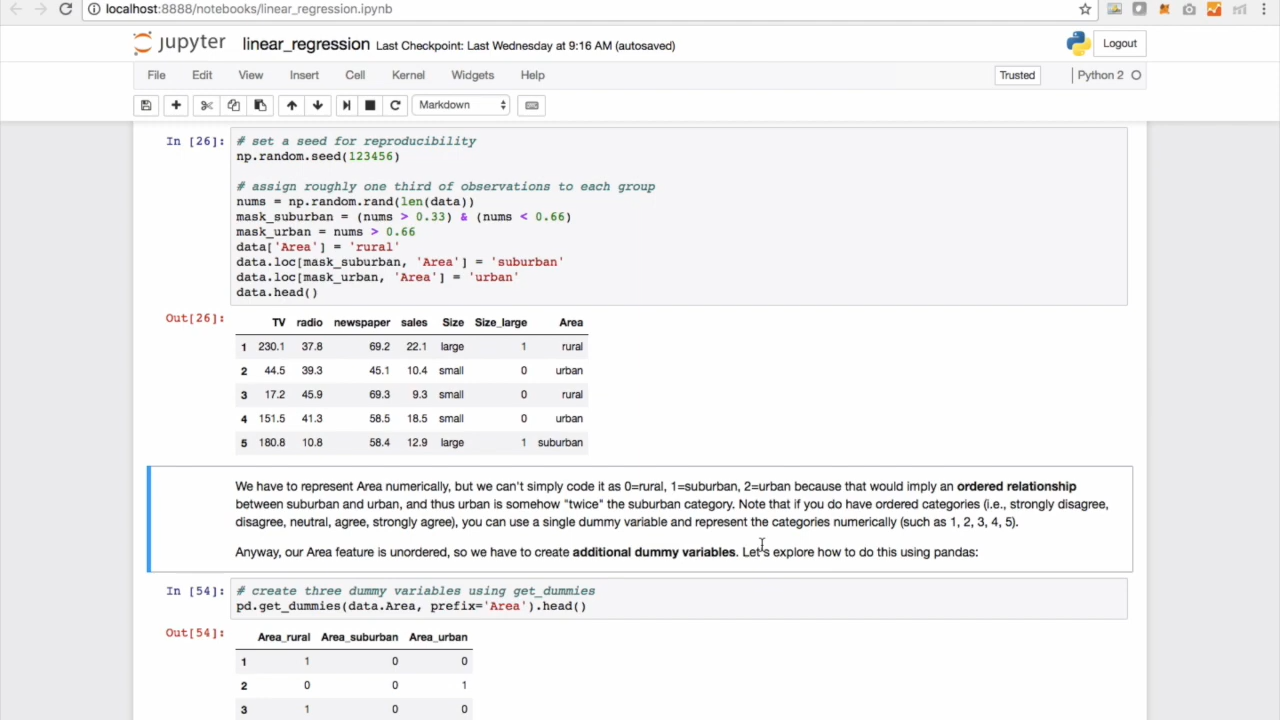 localhost:8888/notebooks/linear_regression.ipynb
jupyter linear_regression Last Checkpoint: Last Wednesday at 9:16 AM (autosaved) Logout
File Edit View Insert Cell Kernel Widgets Help Trusted Python 2
Markdown
In [26]: # set a seed for reproducibility
np.random.seed(123456)
# assign roughly one third of observations to each group
nums = np.random.rand(len(data))
mask_suburban = (nums > 0.33) & (nums < 0.66)
mask_urban = nums > 0.66
data['Area'] = 'rural'
data.loc[mask_suburban, 'Area'] = 'suburban'
data.loc[mask_urban, 'Area'] = 'urban'
data.head()
Out[26]:
TV radio newspaper sales Size Size_large Area
1 230.1 37.8 69.2 22.1 large 1 rural
2 44.5 39.3 45.1 10.4 small 0 urban
3 17.2 45.9 69.3 9.3 small 0 rural
4 151.5 41.3 58.5 18.5 small 0 urban
5 180.8 10.8 58.4 12.9 large 1 suburban
We have to represent Area numerically, but we can't simply code it as 0=rural, 1=suburban, 2=urban because that would imply an ordered relationship
between suburban and urban, and thus urban is somehow "twice" the suburban category. Note that if you do have ordered categories (i.e., strongly disagree,
disagree, neutral, agree, strongly agree), you can use a single dummy variable and represent the categories numerically (such as 1, 2, 3, 4, 5).
Anyway, our Area feature is unordered, so we have to create additional dummy variables. Let's explore how to do this using pandas:
In [54]: # create three dummy variables using get_dummies
pd.get_dummies(data.Area, prefix='Area').head()
Out[54]:
Area_rural Area_suburban Area_urban
1 1 0 0
2 0 0 1
3 1 0 0